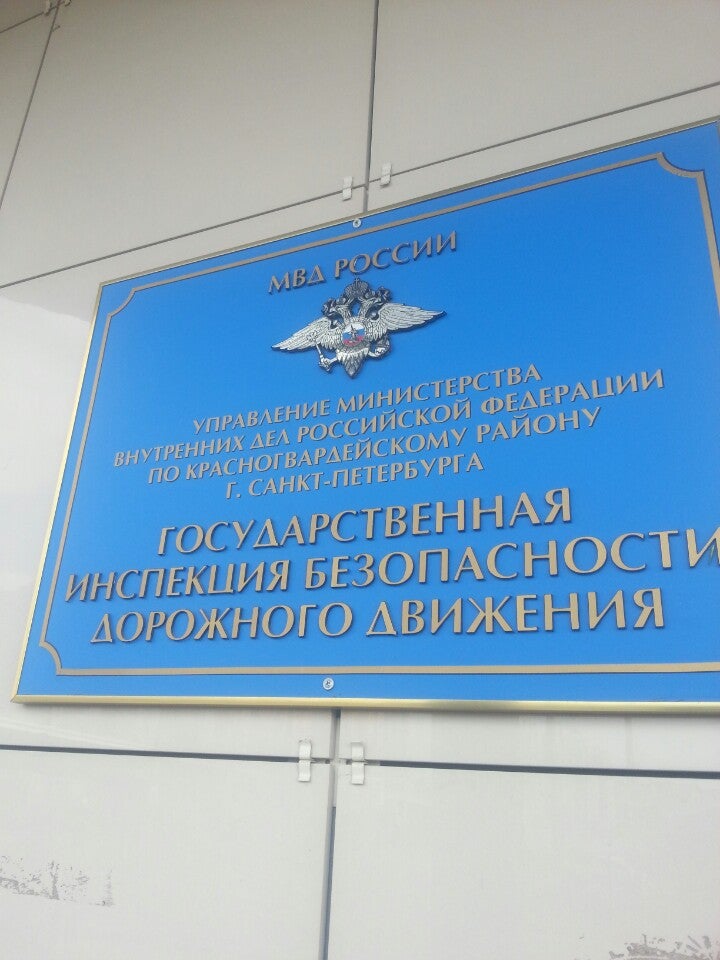 МВД РОССИИ
УПРАВЛЕНИЕ МИНИСТЕРСТВА
ВНУТРЕННИХ ДЕЛ РОССИЙСКОЙ ФЕДЕРАЦИИ
ПО КРАСНОГВАРДЕЙСКОМУ РАЙОНУ
Г. САНКТ-ПЕТЕРБУРГА
ГОСУДАРСТВЕННАЯ
ИНСПЕКЦИЯ БЕЗОПАСНОСТИ
ДОРОЖНОГО ДВИЖЕНИЯ